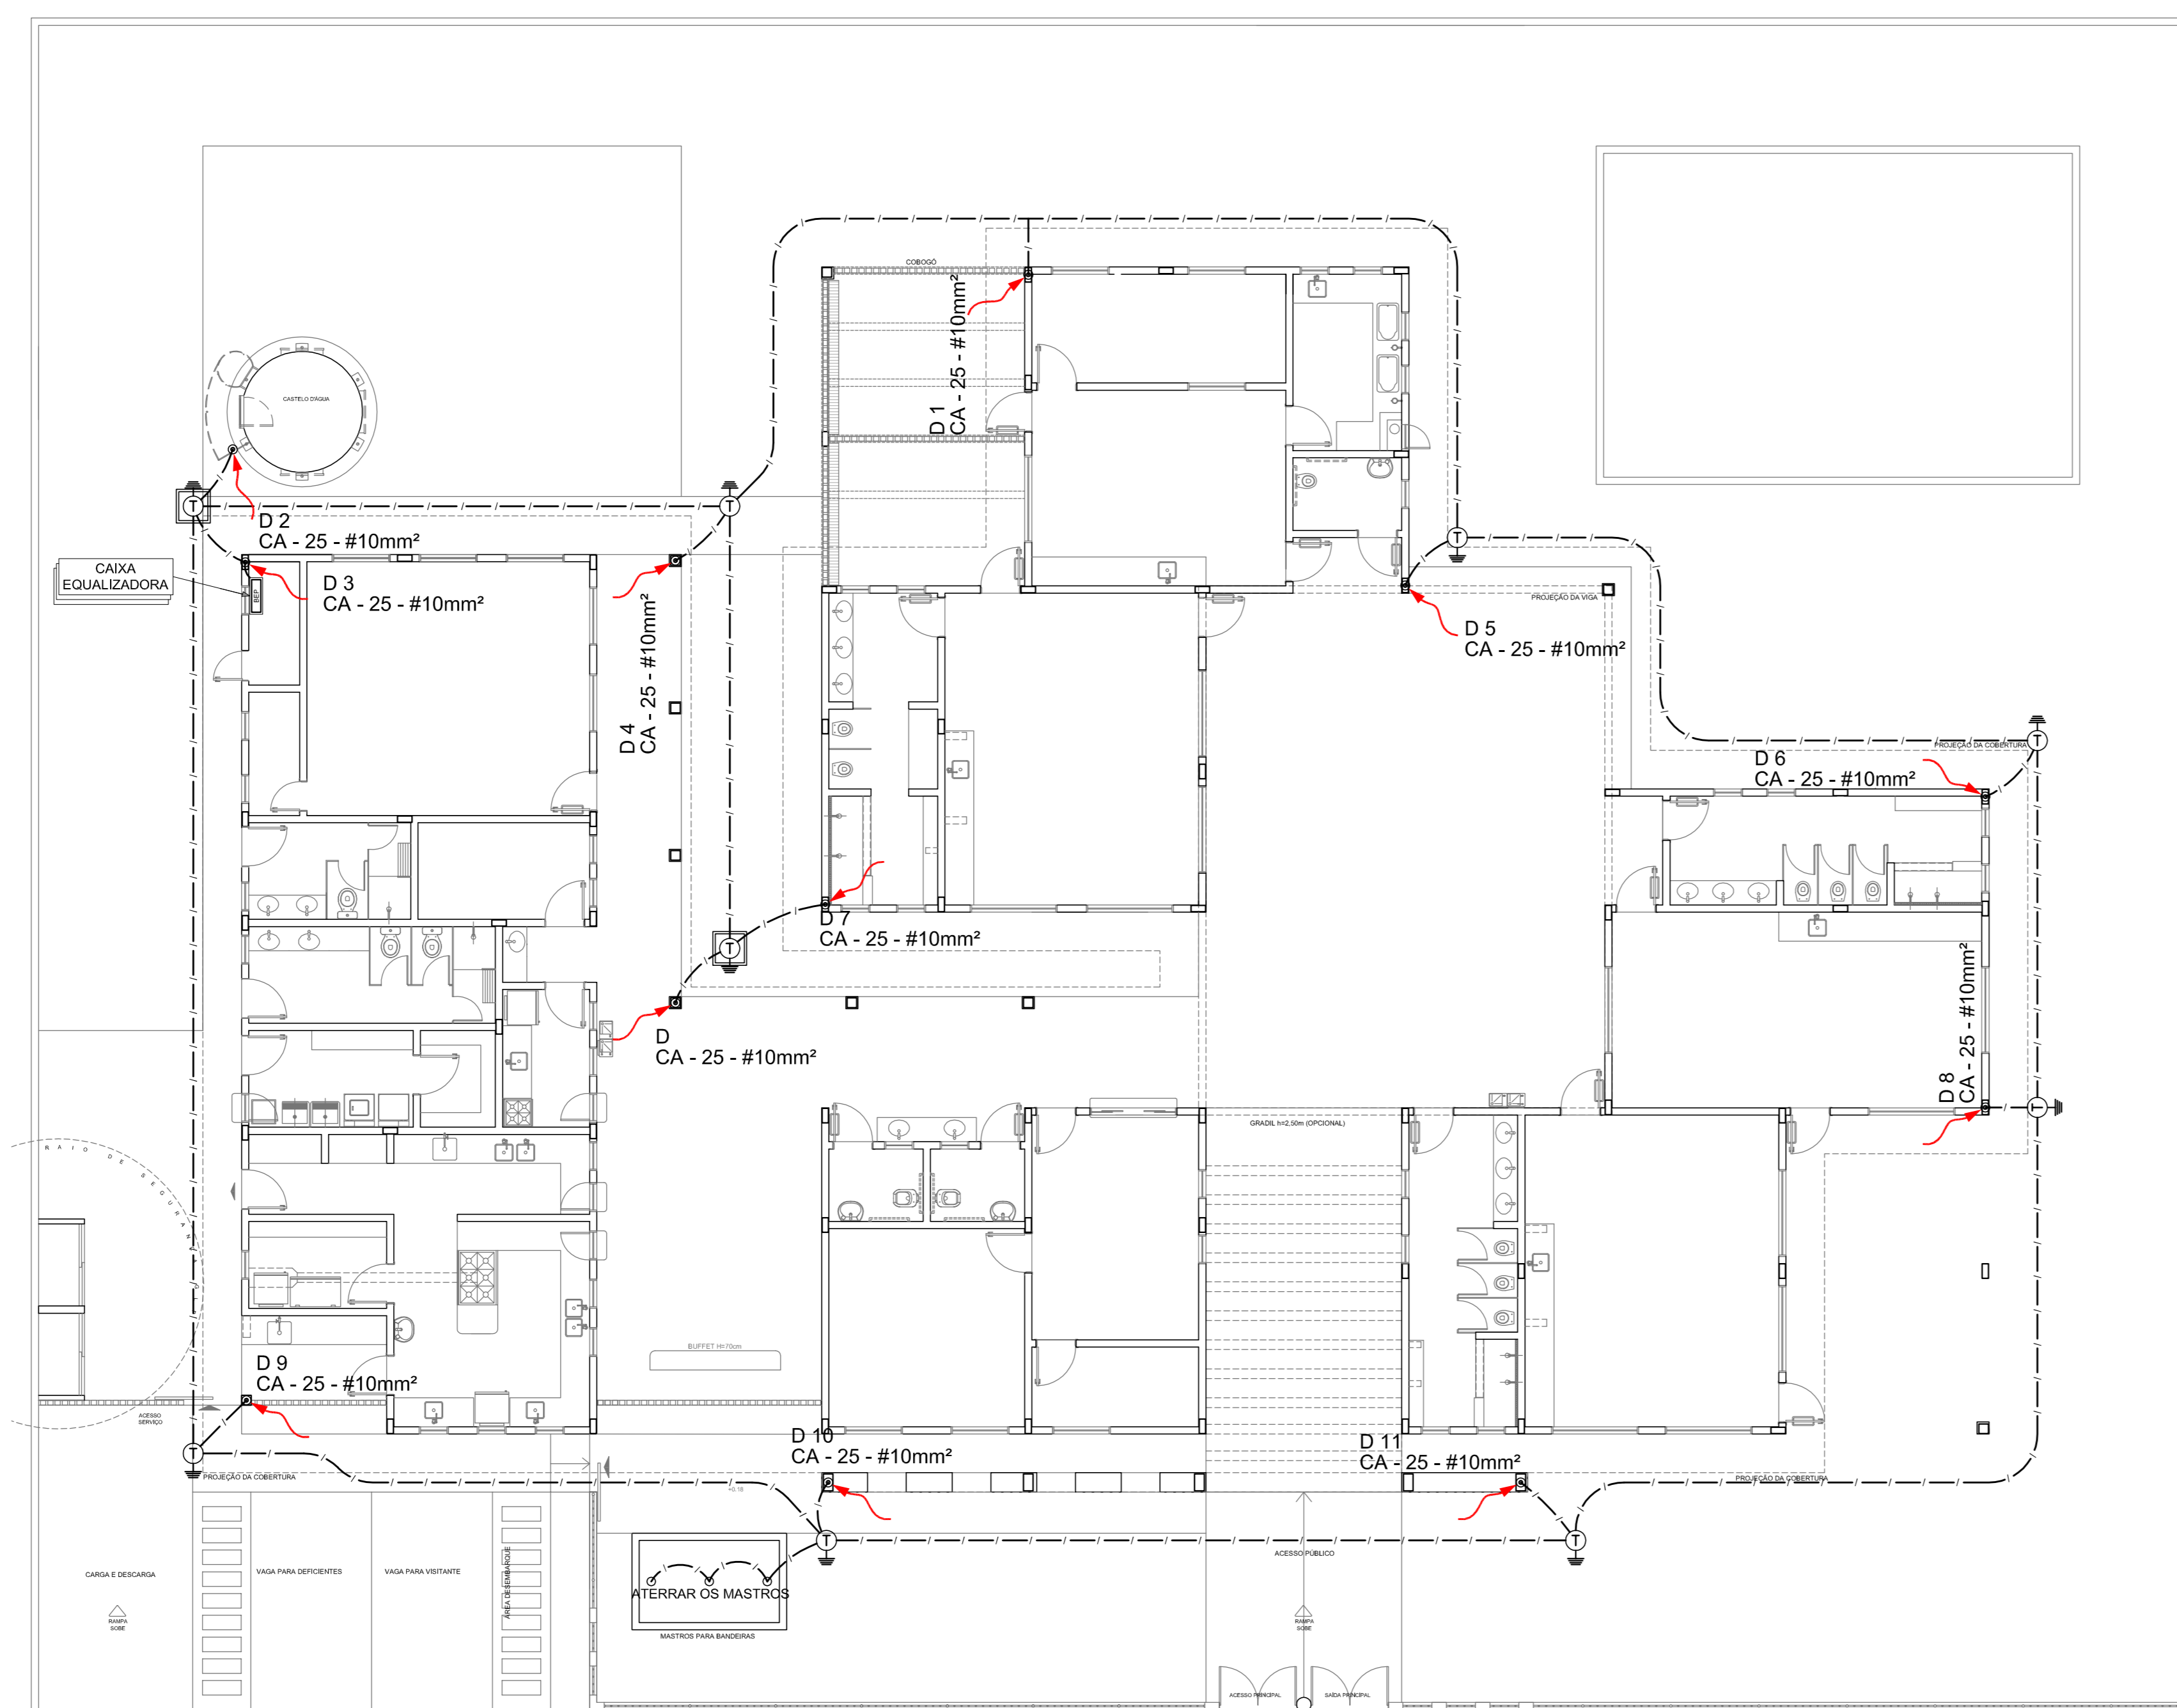 COBOGÓ
D 1
CA - 25 - #10mm²
CASTELO D'ÁGUA
T
T
D 2
CA - 25 - #10mm²
CAIXA
EQUALIZADORA
BEP
D 3
CA - 25 - #10mm²
D 4
CA - 25 - #10mm²
T
PROJEÇÃO DA VIGA
D 5
CA - 25 - #10mm²
T
PROJEÇÃO DA COBERTURA
D 6
CA - 25 - #10mm²
D 7
CA - 25 - #10mm²
T
D
CA - 25 - #10mm²
D 8
CA - 25 - #10mm²
T
GRADIL h=2,50m (OPCIONAL)
BUFFET H=70cm
D 9
CA - 25 - #10mm²
ACESSO
SERVIÇO
T
PROJEÇÃO DA COBERTURA
D 10
CA - 25 - #10mm²
D 11
CA - 25 - #10mm²
PROJEÇÃO DA COBERTURA
+0,18
T
T
ACESSO PÚBLICO
CARGA E DESCARGA
VAGA PARA DEFICIENTES
VAGA PARA VISITANTE
ÁREA DESEMBARQUE
ATERRAR OS MASTROS
MASTROS PARA BANDEIRAS
RAMPA
SOBE
RAMPA
SOBE
ACESSO PRINCIPAL
SAÍDA PRINCIPAL